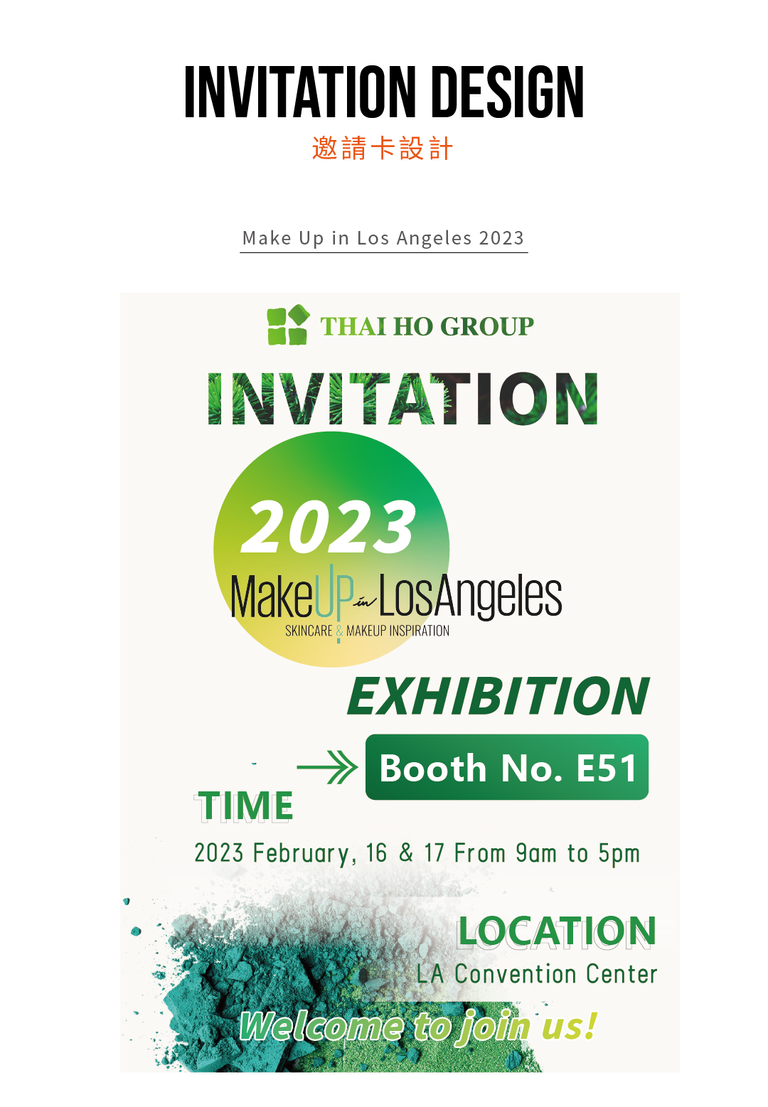 INVITATION DESIGN
邀請卡設計
Make Up in Los Angeles 2023
THAI HO GROUP
INVITATION
2023
MakeUp in LosAngeles
SKINCARE & MAKEUP INSPIRATION
EXHIBITION
Booth No. E51
TIME
2023 February, 16 & 17 From 9am to 5pm
LOCATION
LA Convention Center
Welcome to join us!